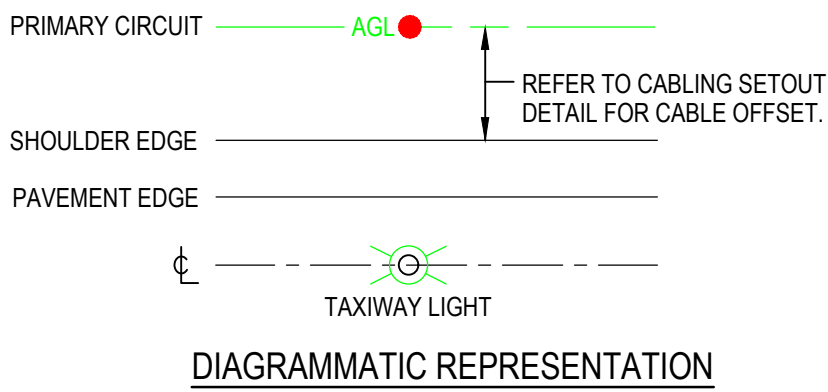 PRIMARY CIRCUIT
AGL
REFER TO CABLING SETOUT
DETAIL FOR CABLE OFFSET.
SHOULDER EDGE
PAVEMENT EDGE
℄
TAXIWAY LIGHT
DIAGRAMMATIC REPRESENTATION